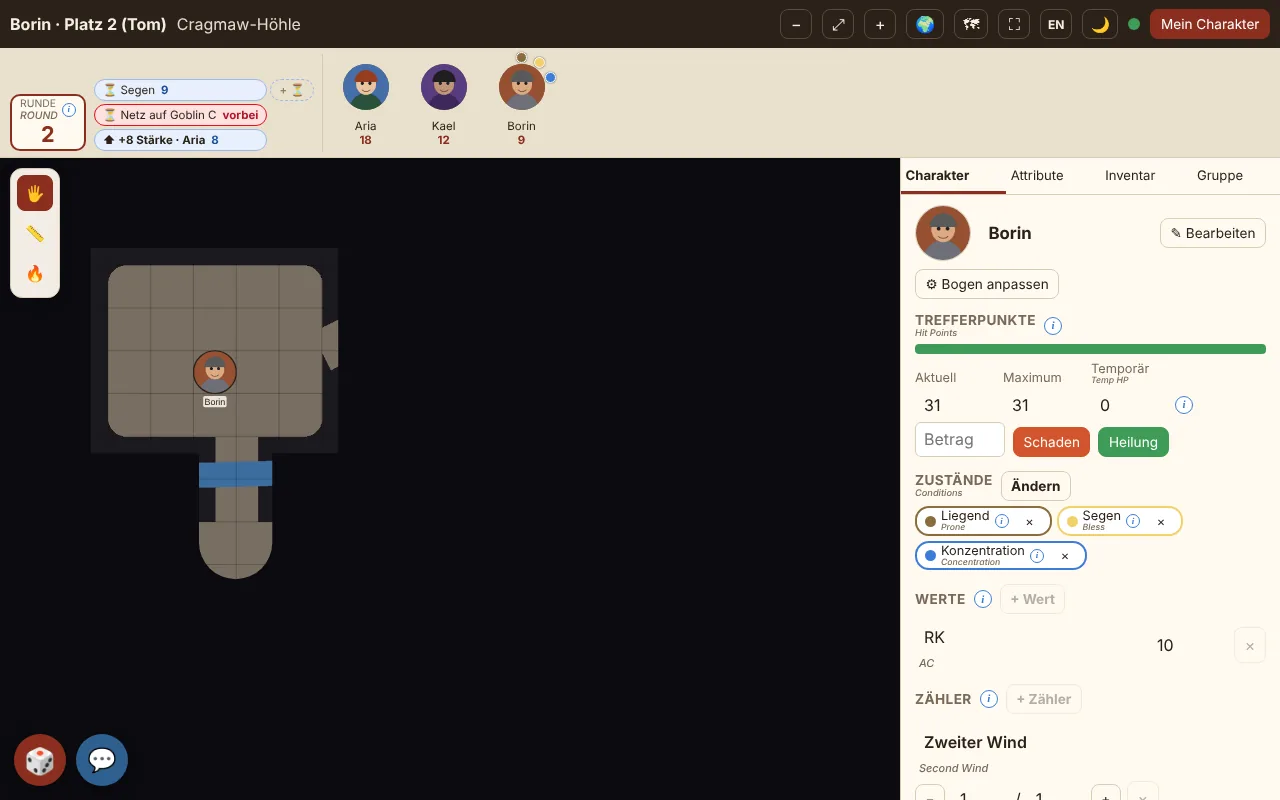 Borin · Platz 2 (Tom) Cragmaw-Höhle
− ⤢ + EN Mein Charakter
RUNDE
ROUND
2
Segen 9
+
Netz auf Goblin C vorbei
+8 Stärke · Aria 8
Aria
18
Kael
12
Borin
9
Borin
Charakter Attribute Inventar Gruppe
Borin
✎ Bearbeiten
⚙ Bogen anpassen
TREFFERPUNKTE i
Hit Points
Aktuell Maximum Temporär
Temp HP
31 31 0 i
Betrag Schaden Heilung
ZUSTÄNDE Ändern
Conditions
Liegend i ×
Prone
Segen i ×
Bless
Konzentration i ×
Concentration
WERTE i + Wert
RK 10 ×
AC
ZÄHLER i + Zähler
Zweiter Wind
Second Wind
− 1 / 1 + ×